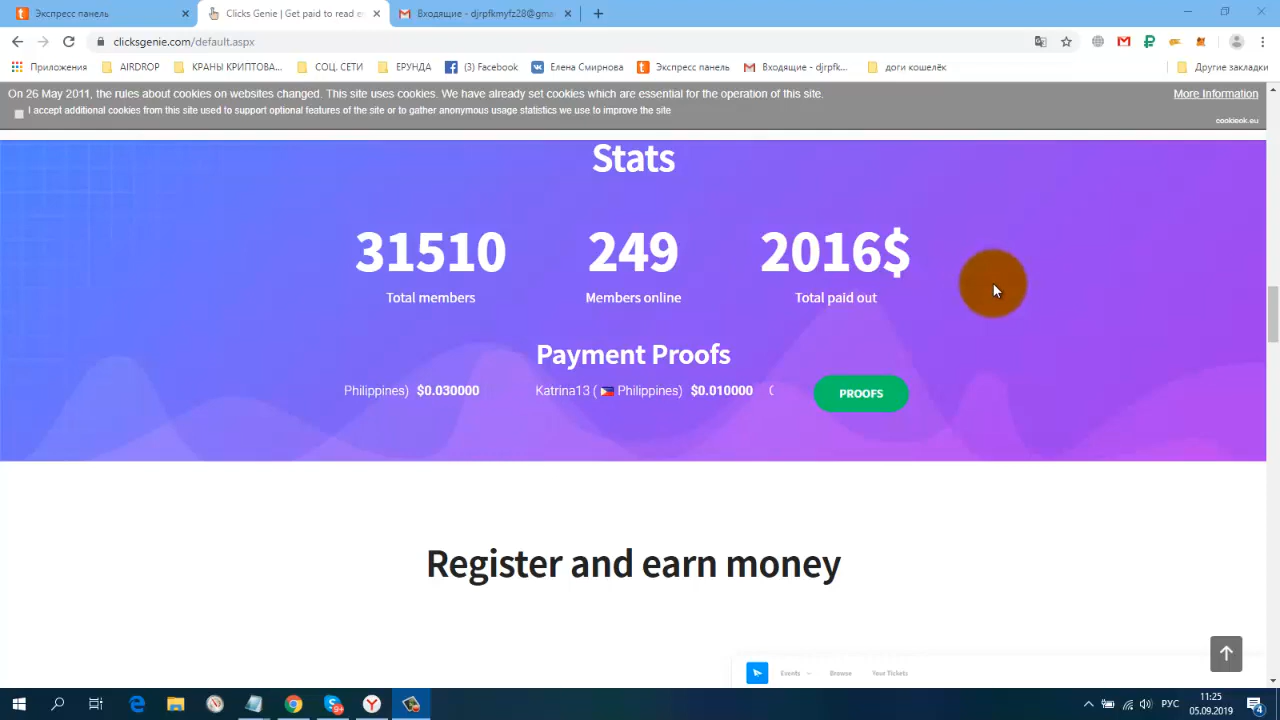 Экспресс панель
Clicks Genie | Get paid to read e
Входящие - djrpfkmyfz28@gma
clicksgenie.com/default.aspx
Приложения
AIRDROP
КРАНЫ КРИПТОВА...
СОЦ. СЕТИ
ЕРУНДА
(3) Facebook
Елена Смирнова
Экспресс панель
Входящие - djrpfk...
доги кошелёк
Другие закладки
On 26 May 2011, the rules about cookies on websites changed. This site uses cookies. We have already set cookies which are essential for the operation of this site.
More Information
I accept additional cookies from this site used to support optional features of the site or to gather anonymous usage statistics we use to improve the site
cookiook.eu
Stats
31510 249 2016$
Total members Members online Total paid out
Payment Proofs
Philippines) $0.030000 Katrina13 ( Philippines) $0.010000 (
PROOFS
Register and earn money
Events Browse Your Tickets
РУС
11:25
05.09.2019
4